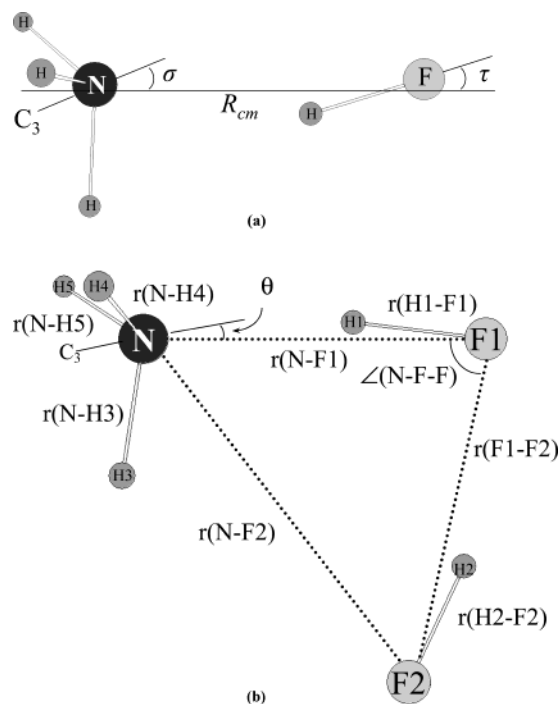 H
H
N
σ
F
τ
C₃
R_cm
H
H
(a)
H5
H4
r(N-H4)
θ
r(N-H5)
N
C₃
H1
r(H1-F1)
F1
r(N-F1)
∠(N-F-F)
r(N-H3)
H3
r(F1-F2)
r(N-F2)
H2
r(H2-F2)
F2
(b)